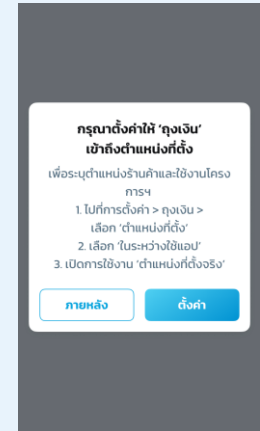 กรุณาตั้งค่าให้ ‘ถุงเงิน’
เข้าถึงตำแหน่งที่ตั้ง
เพื่อระบุตำแหน่งร้านค้าและใช้งานโครง
การฯ
1. ไปที่การตั้งค่า > ถุงเงิน >
เลือก ‘ตำแหน่งที่ตั้ง’
2. เลือก ‘ในระหว่างใช้แอป’
3. เปิดการใช้งาน ‘ตำแหน่งที่ตั้งจริง’
ภายหลัง
ตั้งค่า